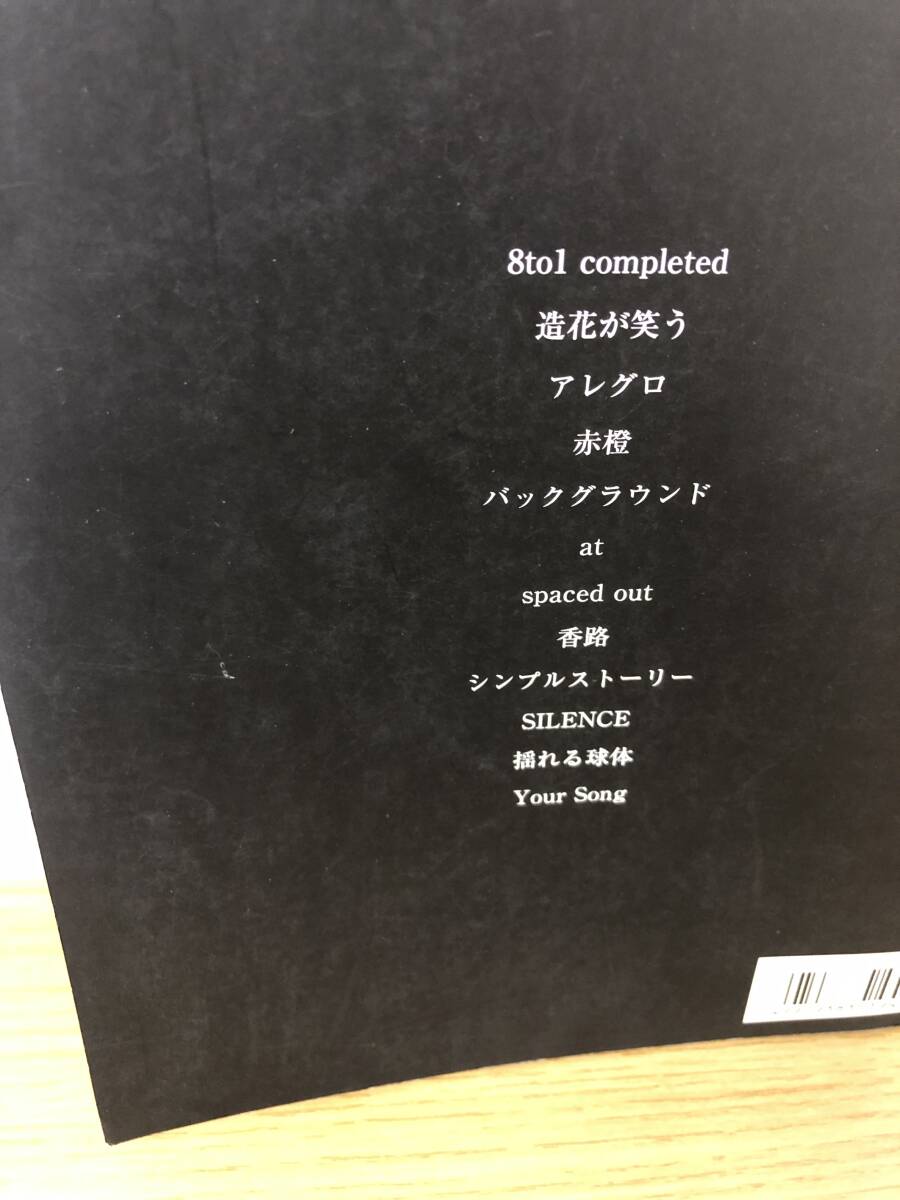 8to1 completed
造花が笑う
アレグロ
赤橙
バックグラウンド
at
spaced out
香路
シンプルストーリー
SILENCE
揺れる球体
Your Song